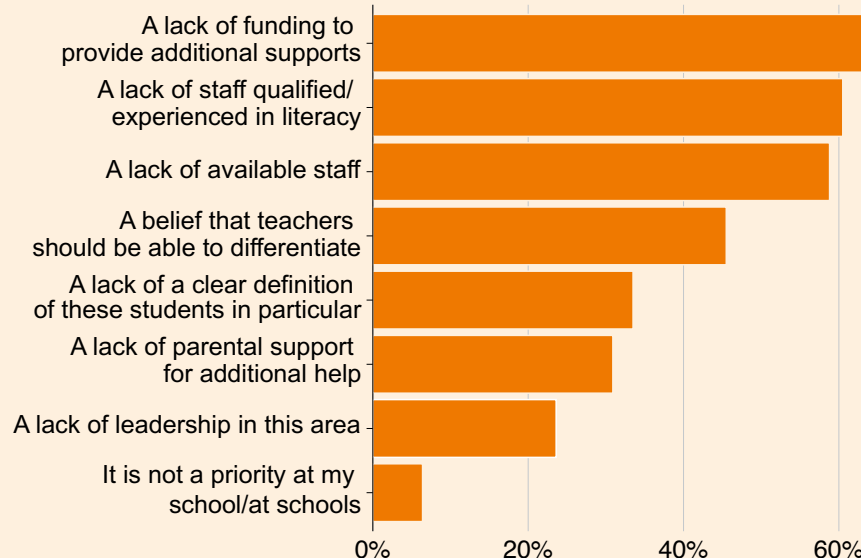 A lack of funding to
provide additional supports
A lack of staff qualified/
experienced in literacy
A lack of available staff
A belief that teachers
should be able to differentiate
A lack of a clear definition
of these students in particular
A lack of parental support
for additional help
A lack of leadership in this area
It is not a priority at my
school/at schools
0% 20% 40% 60%